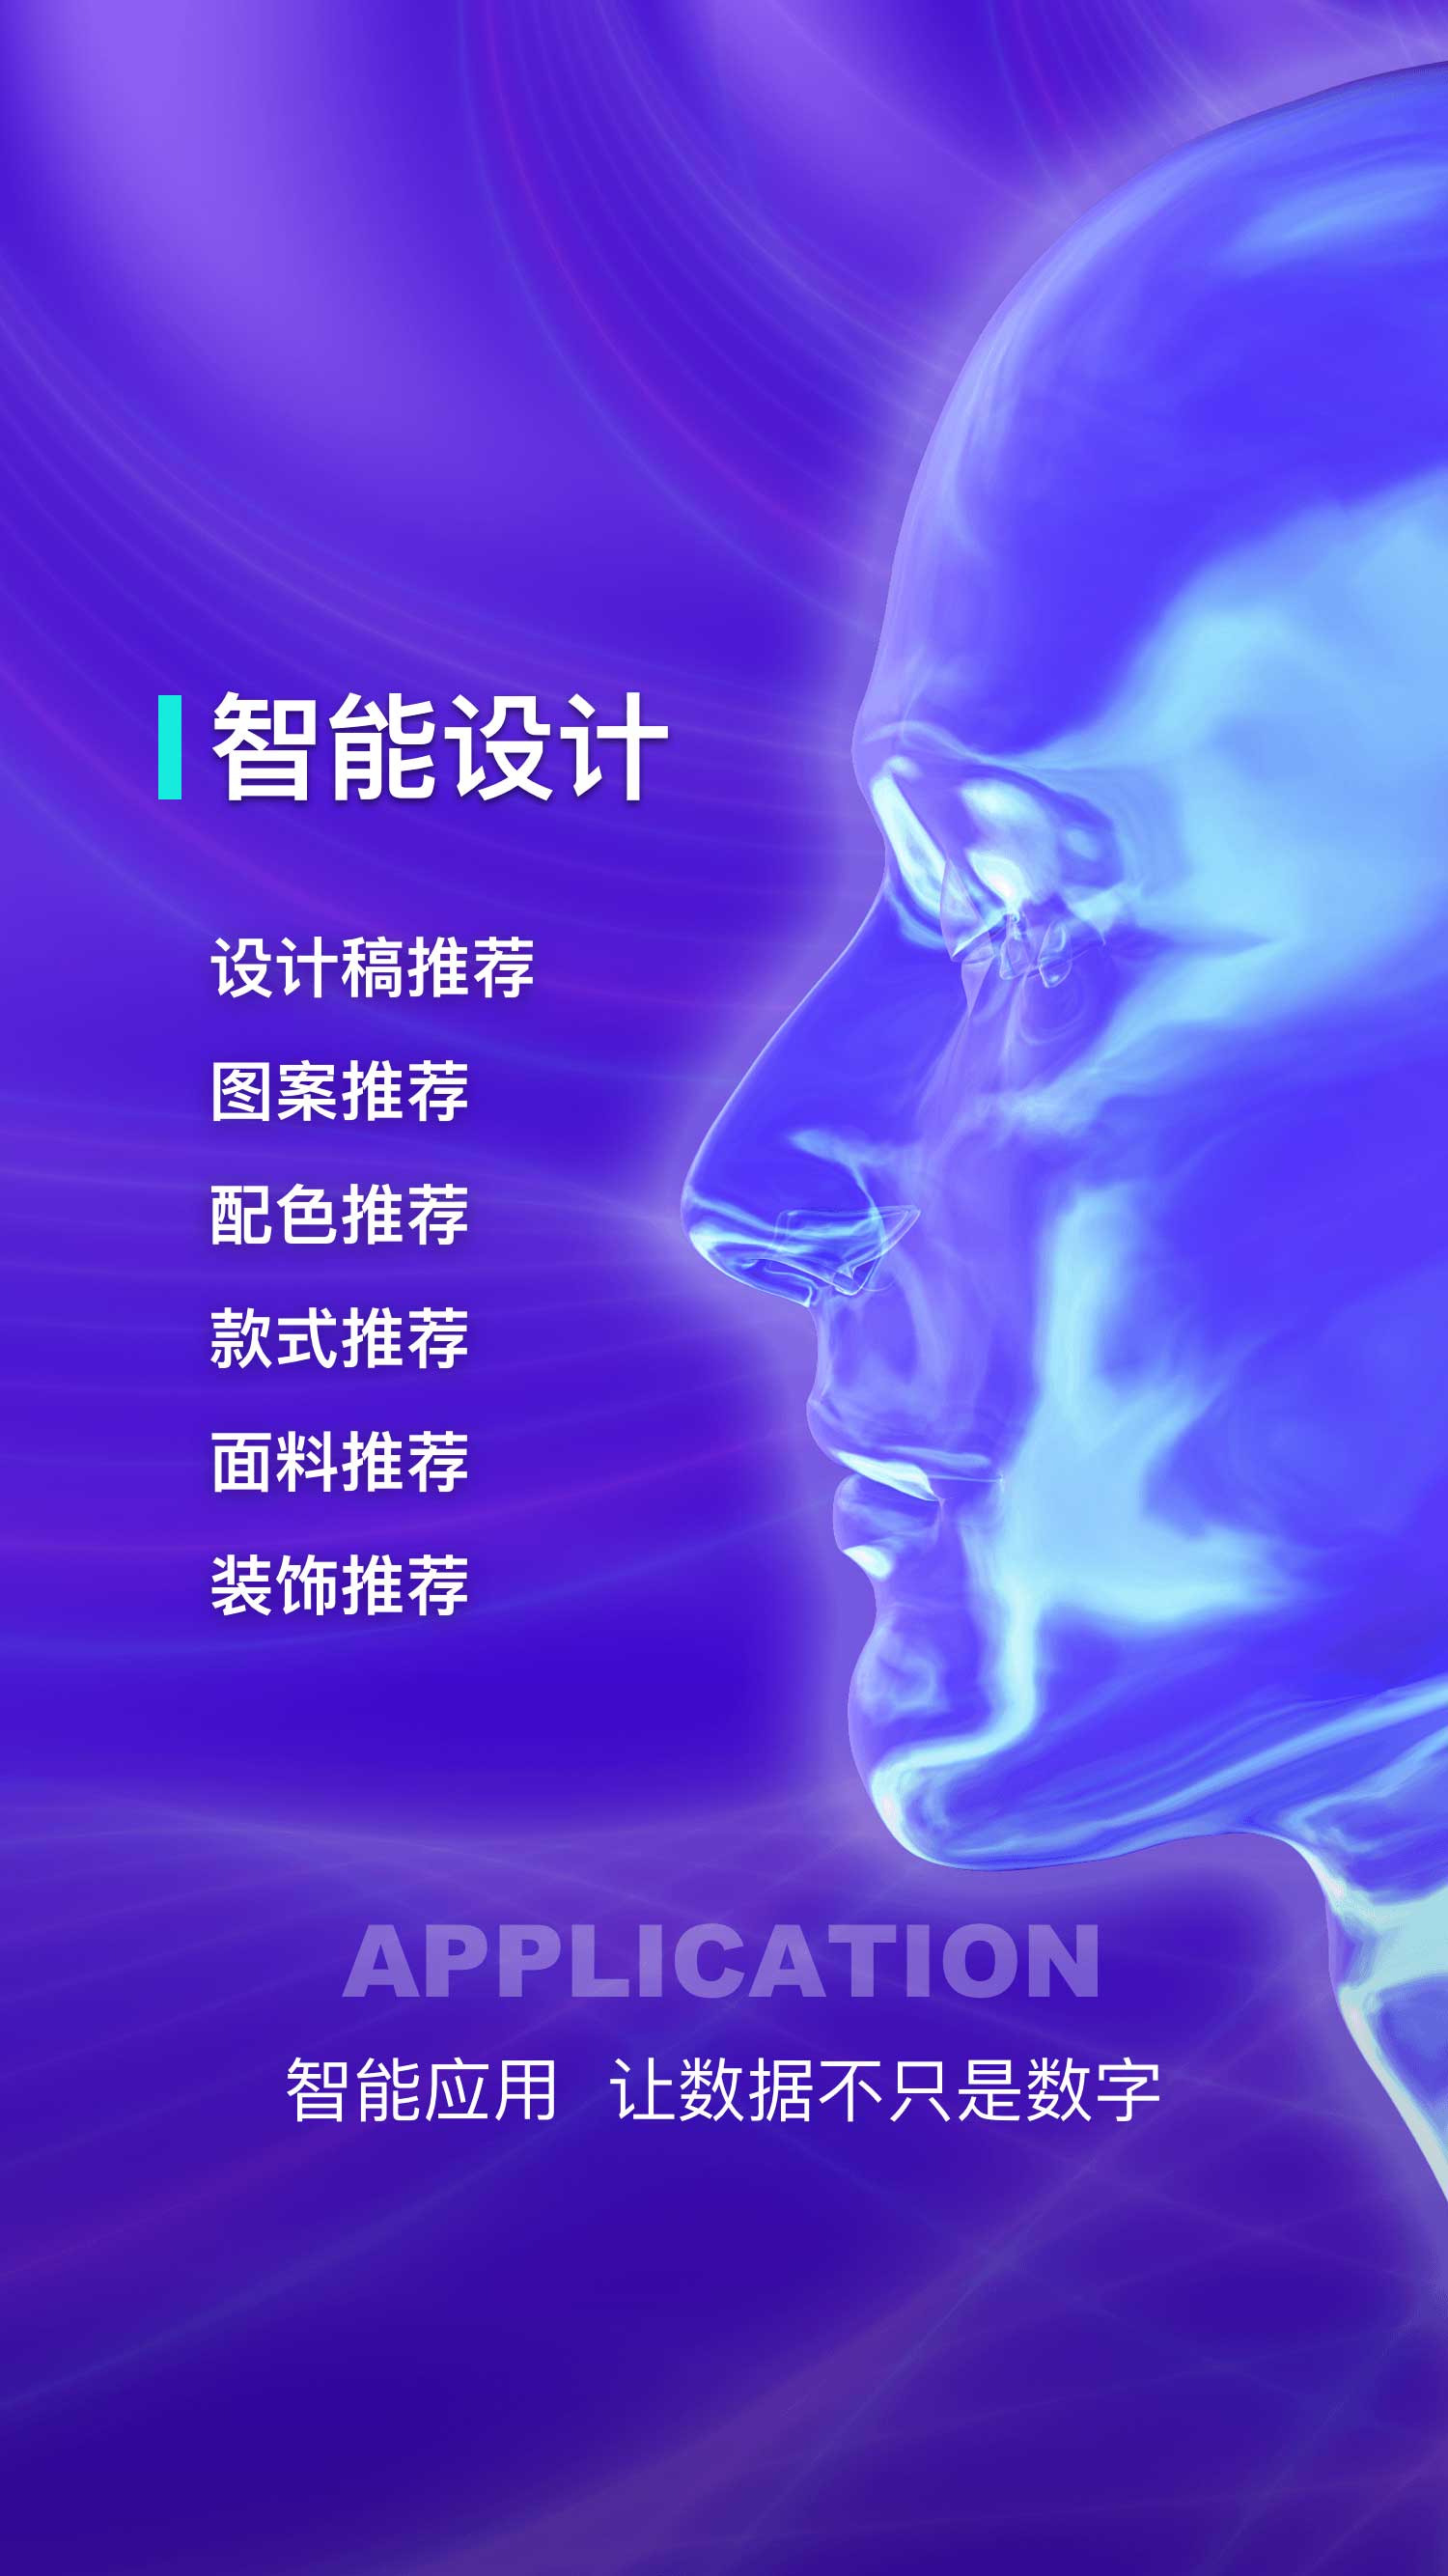 智能设计
设计稿推荐
图案推荐
配色推荐
款式推荐
面料推荐
装饰推荐
APPLICATION
智能应用 让数据不只是数字